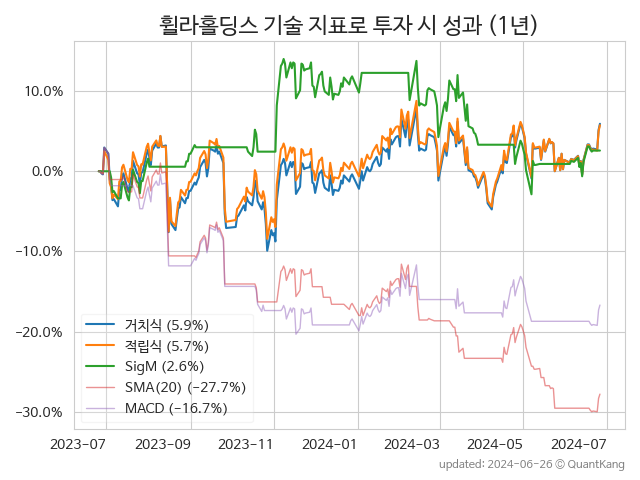 휠라홀딩스 기술 지표로 투자 시 성과 (1년)
10.0%
0.0%
−10.0%
−20.0%
−30.0%
거치식 (5.9%)
적립식 (5.7%)
SigM (2.6%)
SMA(20) (−27.7%)
MACD (−16.7%)
2023-07 2023-09 2023-11 2024-01 2024-03 2024-05 2024-07
updated: 2024-06-26 © QuantKang